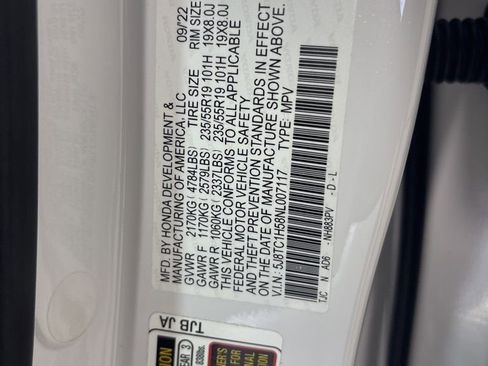 MFD. BY HONDA DEVELOPMENT & 09/22
MANUFACTURING OF AMERICA, LLC
GVWR 2170KG (4784LBS) TIRE SIZE RIM SIZE
GAWR F 1170KG (2579LBS) 235/55R19 101H 19X8.0J
GAWR R 1060KG (2337LBS) 235/55R19 101H 19X8.0J
THIS VEHICLE CONFORMS TO ALL APPLICABLE
FEDERAL MOTOR VEHICLE SAFETY
AND THEFT PREVENTION STANDARDS IN EFFECT
ON THE DATE OF MANUFACTURE SHOWN ABOVE.
V.I.N: 5J8TC1H58NL007117 TYPE: MPV
TJC N AD6 -NH883PV - D - L
TJB JA